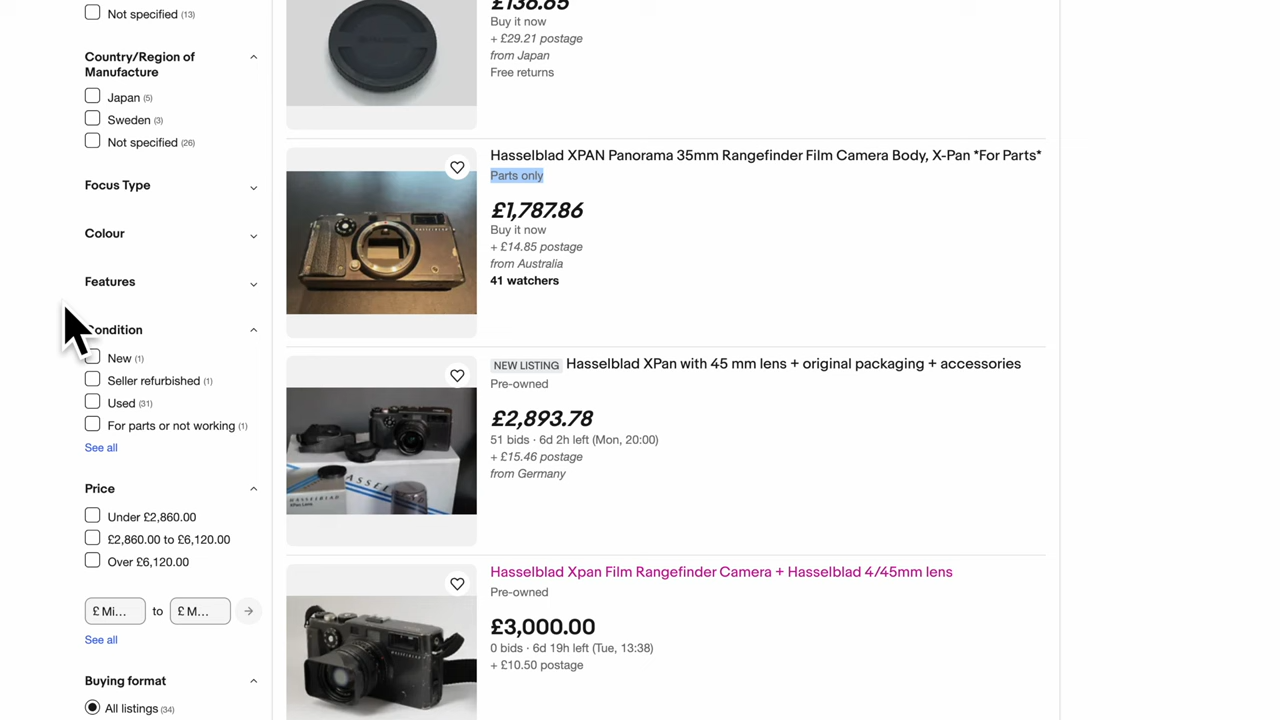 Not specified (13)
Country/Region of
Manufacture
Japan (5)
Sweden (3)
Not specified (26)
Focus Type
Colour
Features
Condition
New (1)
Seller refurbished (1)
Used (31)
For parts or not working (1)
See all
Price
Under £2,860.00
£2,860.00 to £6,120.00
Over £6,120.00
£ Mi... to £ M...
See all
Buying format
All listings (34)
£136.65
Buy it now
+ £29.21 postage
from Japan
Free returns
Hasselblad XPAN Panorama 35mm Rangefinder Film Camera Body, X-Pan *For Parts*
Parts only
£1,787.86
Buy it now
+ £14.85 postage
from Australia
41 watchers
NEW LISTING Hasselblad XPan with 45 mm lens + original packaging + accessories
Pre-owned
£2,893.78
51 bids · 6d 2h left (Mon, 20:00)
+ £15.46 postage
from Germany
Hasselblad Xpan Film Rangefinder Camera + Hasselblad 4/45mm lens
Pre-owned
£3,000.00
0 bids · 6d 19h left (Tue, 13:38)
+ £10.50 postage